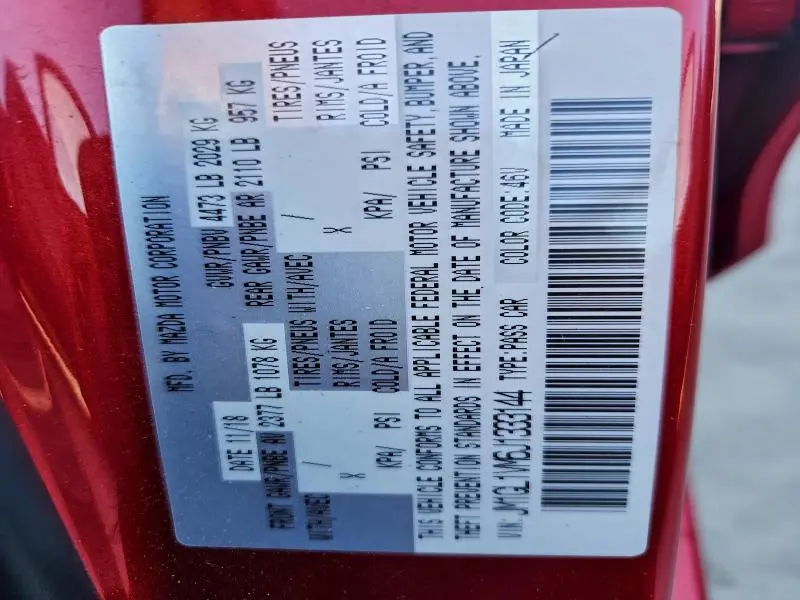 MFD. BY MAZDA MOTOR CORPORATION
DATE 11/18 GVWR/PNBV 4473 LB 2029 KG
FRONT GAWR/PNBE AV 2377 LB 1078 KG REAR GAWR/PNBE AR 2110 LB 957 KG
WITH/AVEC / TIRES/PNEUS WITH/AVEC / TIRES/PNEUS
X RIMS/JANTES X RIMS/JANTES
KPA/ PSI COLD/A FROID KPA/ PSI COLD/A FROID
THIS VEHICLE CONFORMS TO ALL APPLICABLE FEDERAL MOTOR VEHICLE SAFETY, BUMPER, AND
THEFT PREVENTION STANDARDS IN EFFECT ON THE DATE OF MANUFACTURE SHOWN ABOVE.
VIN: JM1GL1WY6J1333144 TYPE:PASS CAR COLOR CODE:46V MADE IN JAPAN